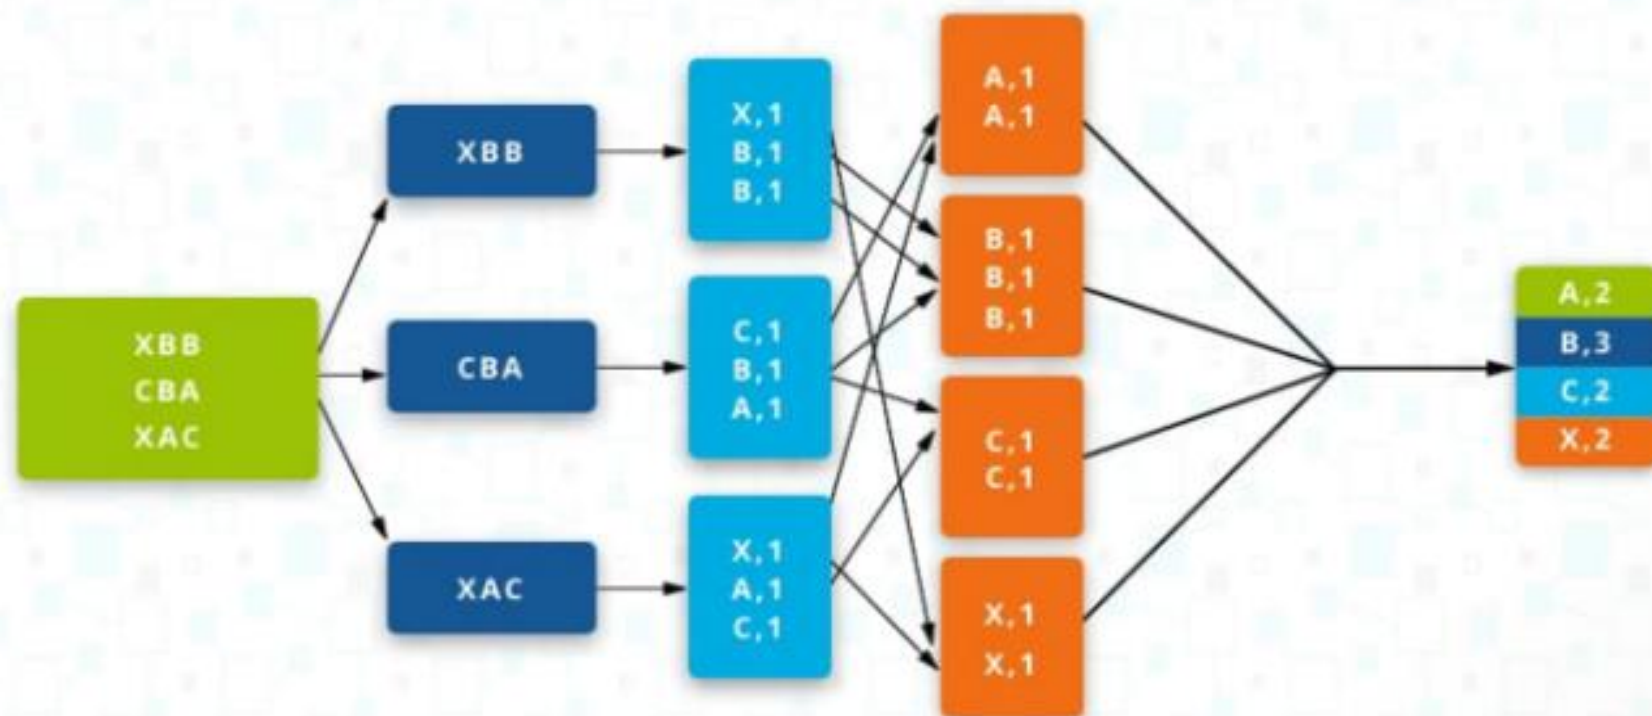 XBB
CBA
XAC
XBB
CBA
XAC
X,1
B,1
B,1
C,1
B,1
A,1
X,1
A,1
C,1
A,1
A,1
B,1
B,1
B,1
C,1
C,1
X,1
X,1
A,2
B,3
C,2
X,2